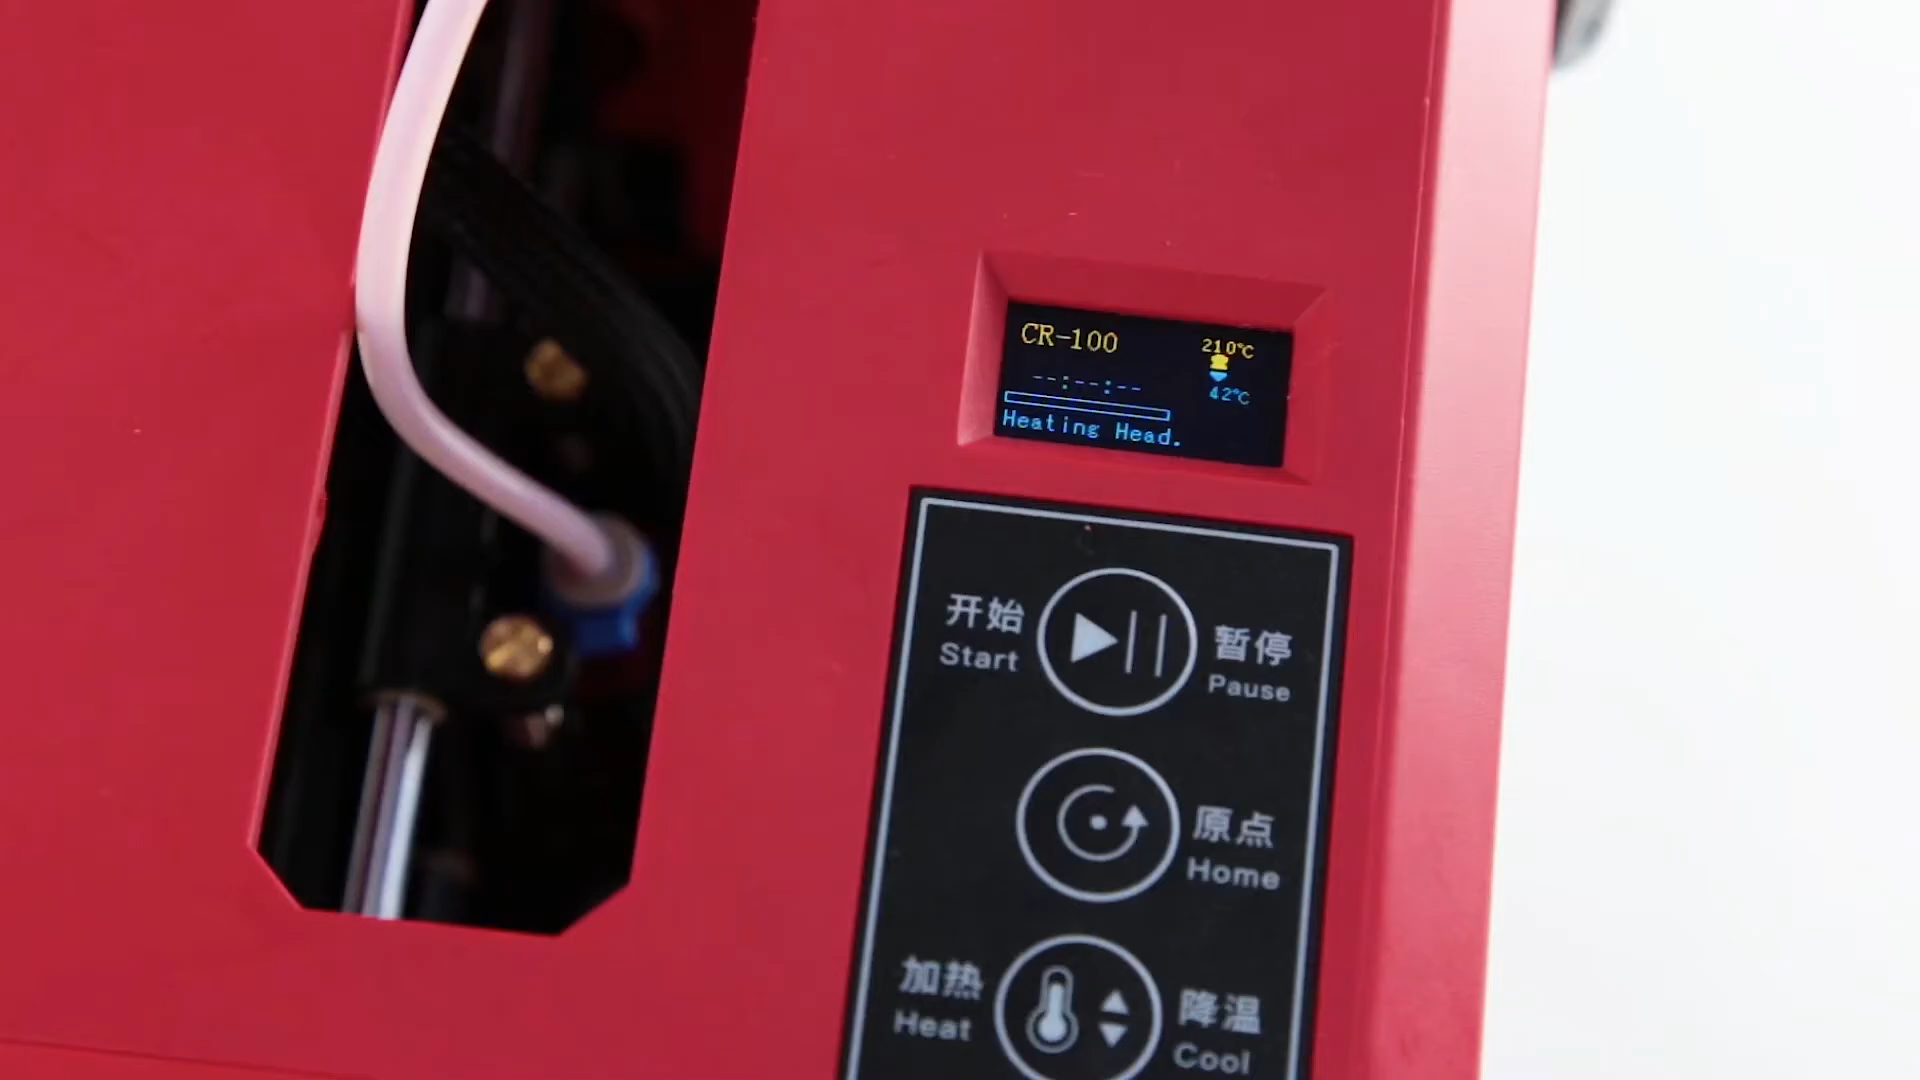 CR-100
210℃
--:--:--
42℃
Heating Head.
开始
Start
暂停
Pause
原点
Home
加热
Heat
降温
Cool